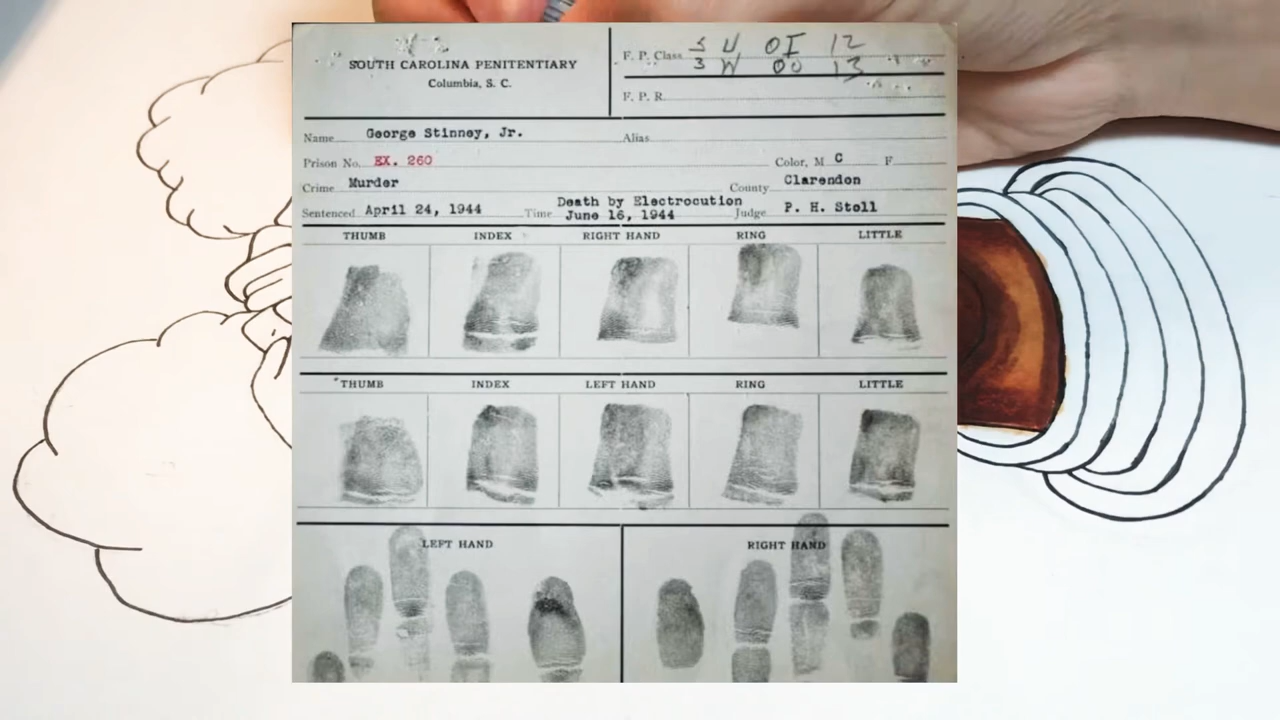 SOUTH CAROLINA PENITENTIARY
Columbia, S. C.
F. P. Class 3 U OI 12
3 W OO 13
F. P. R.
Name George Stinney, Jr. Alias
Prison No. EX. 260 Color, M C F
Crime Murder County Clarendon
Sentenced April 24, 1944 Time Death by Electrocution June 16, 1944 Judge P. H. Stoll
THUMB INDEX RIGHT HAND RING LITTLE
THUMB INDEX LEFT HAND RING LITTLE
LEFT HAND RIGHT HAND